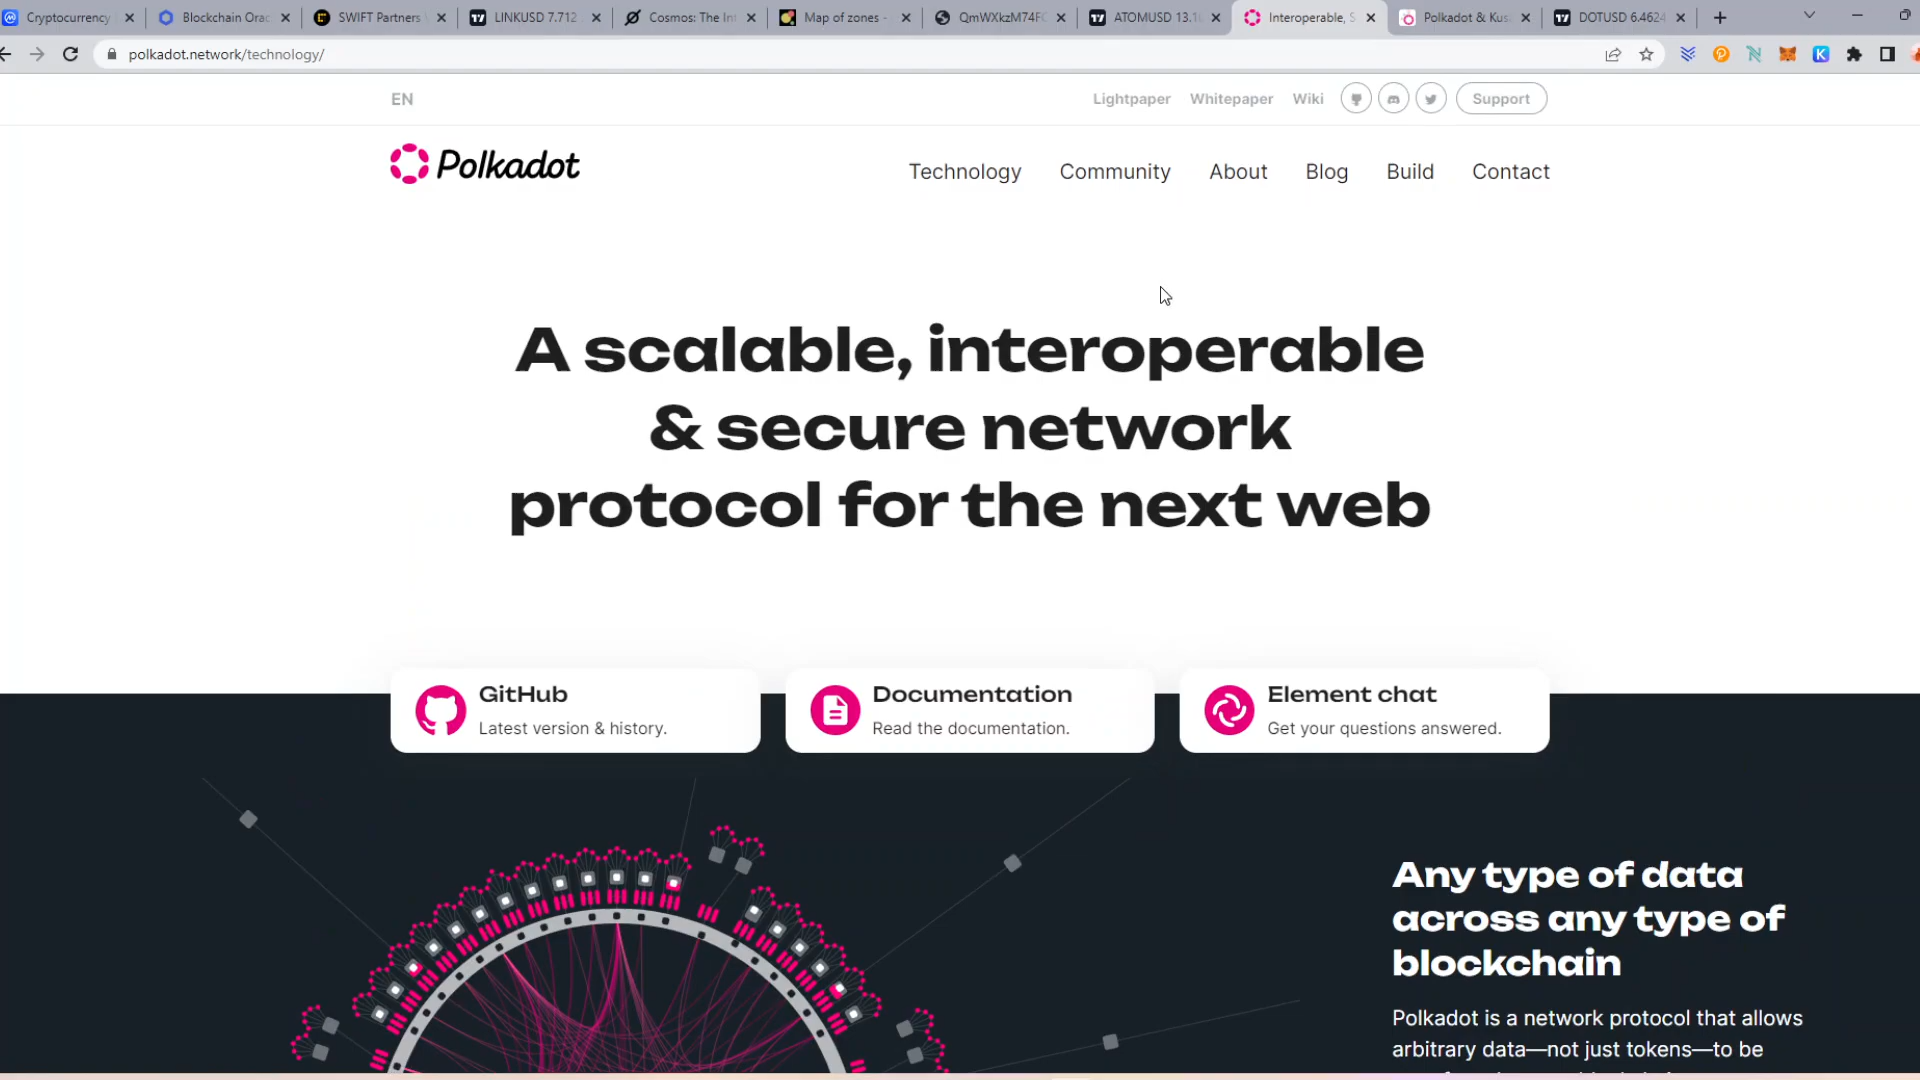 Cryptocurrency
Blockchain Orac
SWIFT Partners
LINKUSD 7.712
Cosmos: The Int
Map of zones -
QmWXkzM74FC
ATOMUSD 13.1
Interoperable, S
Polkadot & Kus
DOTUSD 6.4624
polkadot.network/technology/
EN
Lightpaper
Whitepaper
Wiki
Support
Polkadot
Technology
Community
About
Blog
Build
Contact
A scalable, interoperable
& secure network
protocol for the next web
GitHub
Latest version & history.
Documentation
Read the documentation.
Element chat
Get your questions answered.
Any type of data
across any type of
blockchain
Polkadot is a network protocol that allows
arbitrary data—not just tokens—to be